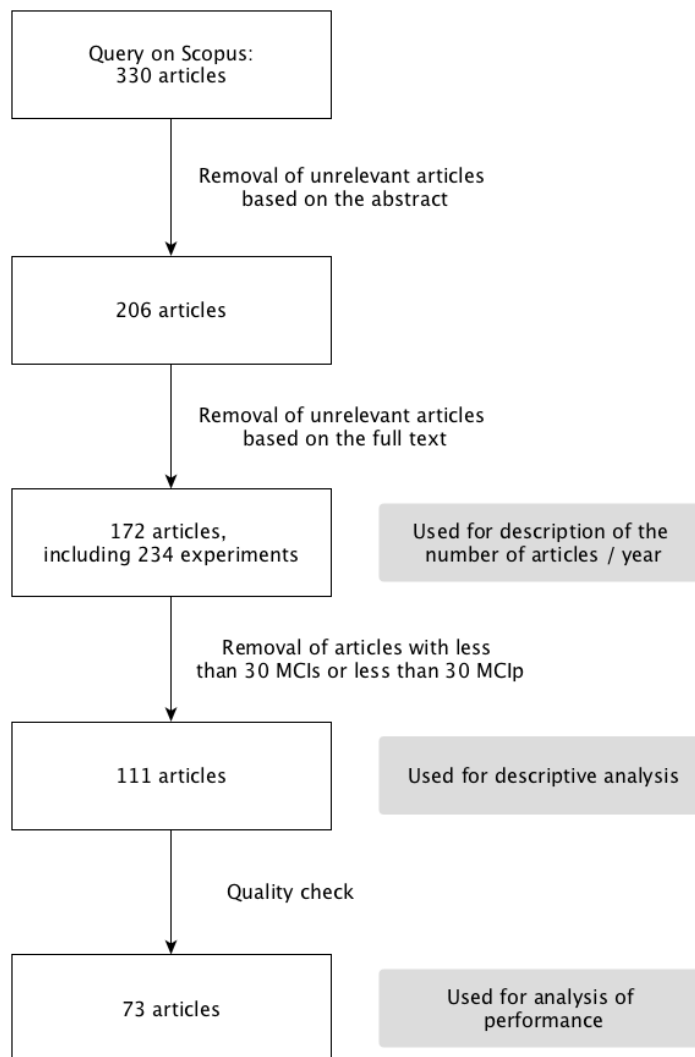 Query on Scopus:
330 articles
Removal of unrelevant articles
based on the abstract
206 articles
Removal of unrelevant articles
based on the full text
172 articles,
including 234 experiments
Used for description of the
number of articles / year
Removal of articles with less
than 30 MCIs or less than 30 MCIp
111 articles
Used for descriptive analysis
Quality check
73 articles
Used for analysis of
performance